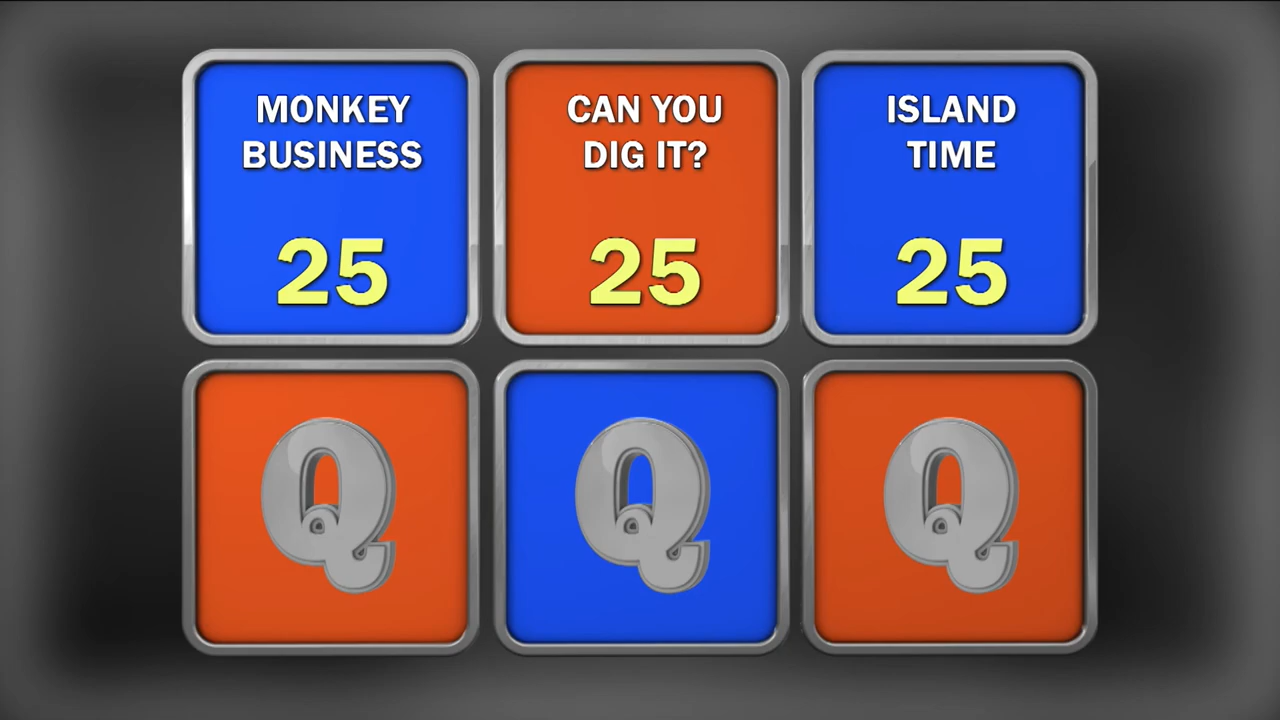 MONKEY
BUSINESS
25
CAN YOU
DIG IT?
25
ISLAND
TIME
25
Q
Q
Q